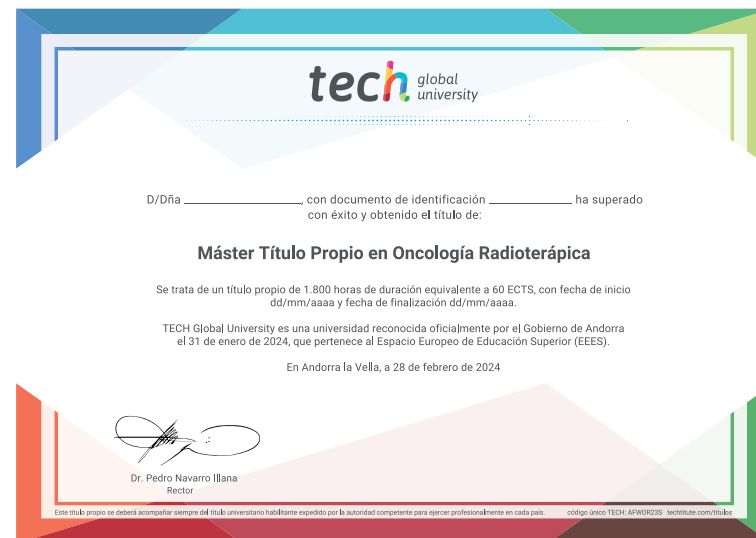 tech global university
D/Dña ____________________, con documento de identificación ______________ ha superado
con éxito y obtenido el título de:
Máster Título Propio en Oncología Radioterápica
Se trata de un título propio de 1.800 horas de duración equivalente a 60 ECTS, con fecha de inicio
dd/mm/aaaa y fecha de finalización dd/mm/aaaa.
TECH Global University es una universidad reconocida oficialmente por el Gobierno de Andorra
el 31 de enero de 2024, que pertenece al Espacio Europeo de Educación Superior (EEES).
En Andorra la Vella, a 28 de febrero de 2024
Dr. Pedro Navarro Illana
Rector
Este título propio se deberá acompañar siempre del título universitario habilitante expedido por la autoridad competente para ejercer profesionalmente en cada país. código único TECH: AFWOR23S techtitute.com/titulos